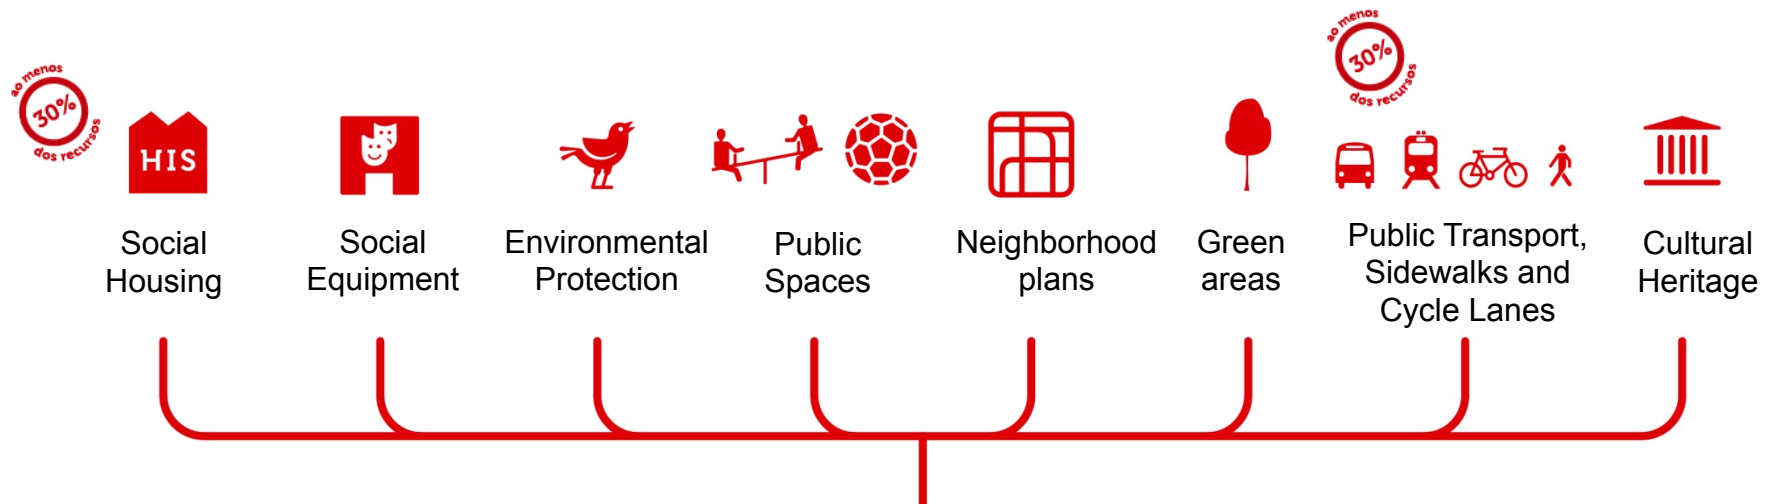 ao menos
30%
dos recursos
HIS
Social
Housing
Social
Equipment
Environmental
Protection
Public
Spaces
Neighborhood
plans
Green
areas
ao menos
30%
dos recursos
Public Transport,
Sidewalks and
Cycle Lanes
Cultural
Heritage